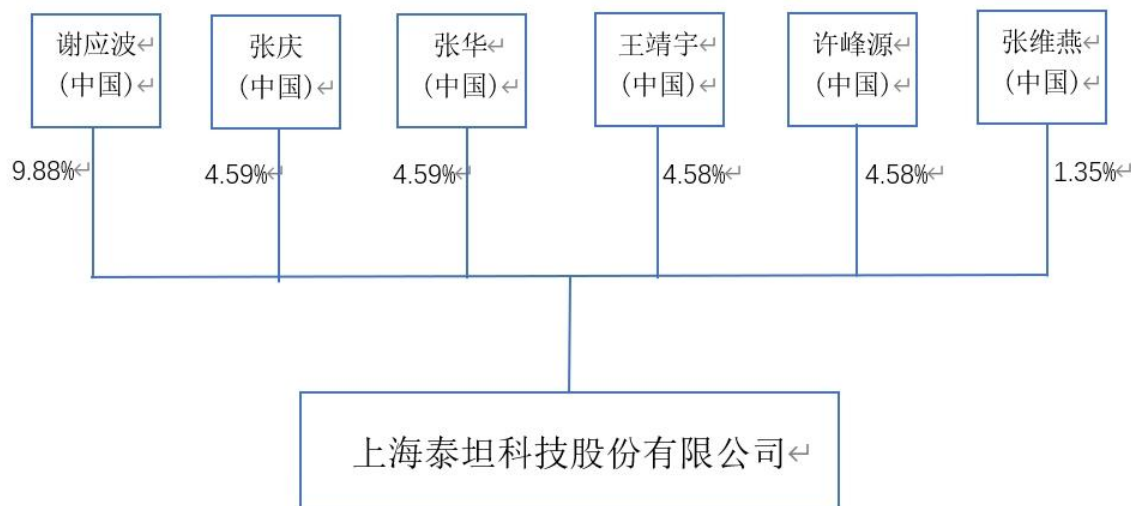 谢应波
(中国)
张庆
(中国)
张华
(中国)
王靖宇
(中国)
许峰源
(中国)
张维燕
(中国)
9.88%
4.59%
4.59%
4.58%
4.58%
1.35%
上海泰坦科技股份有限公司